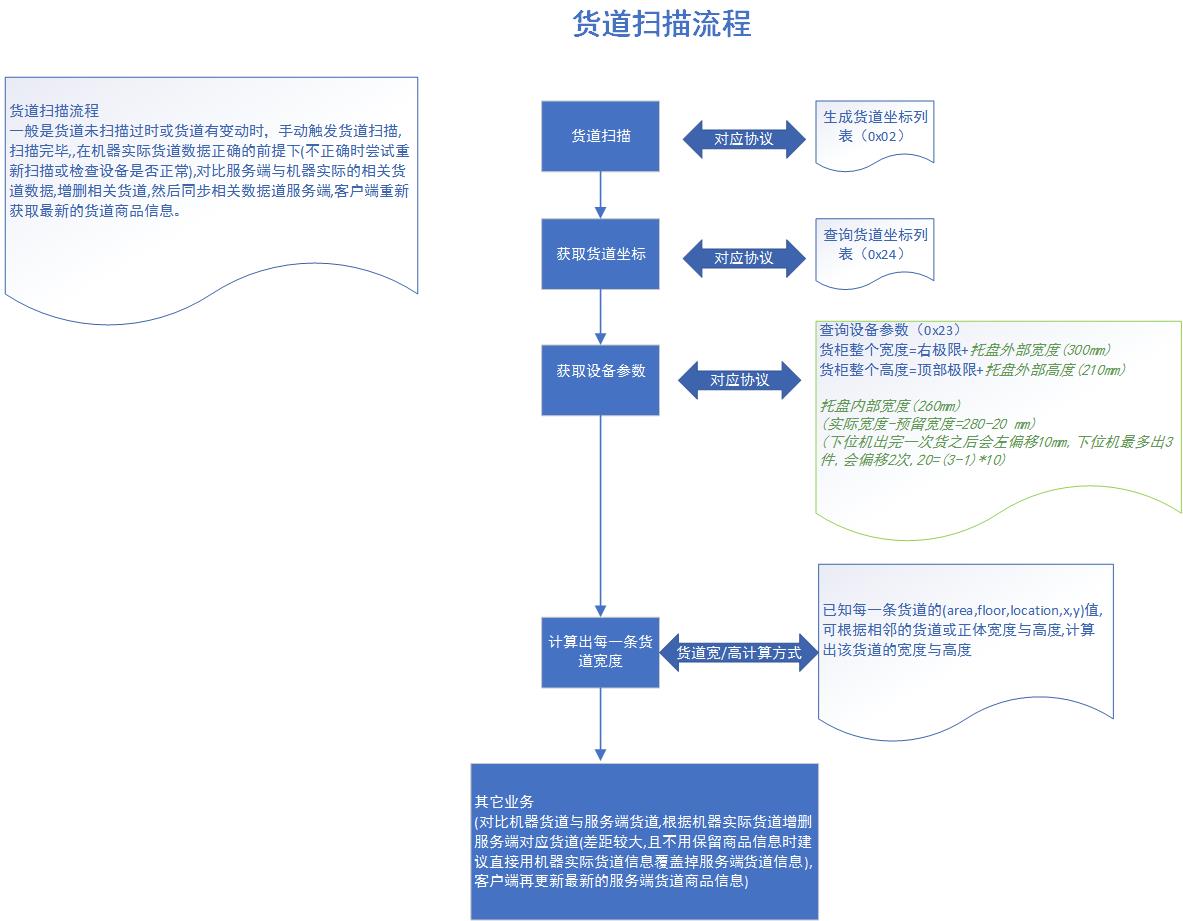 货道扫描流程
货道扫描流程
一般是货道未扫描过时或货道有变动时，手动触发货道扫描,
扫描完毕,,在机器实际货道数据正确的前提下(不正确时尝试重
新扫描或检查设备是否正常),对比服务端与机器实际的相关货
道数据,增删相关货道,然后同步相关数据道服务端,客户端重新
获取最新的货道商品信息。
货道扫描
对应协议
生成货道坐标列
表（0x02）
获取货道坐标
对应协议
查询货道坐标列
表（0x24）
获取设备参数
对应协议
查询设备参数（0x23）
货柜整个宽度=右极限+托盘外部宽度(300mm)
货柜整个高度=顶部极限+托盘外部高度(210mm)
托盘内部宽度(260mm)
(实际宽度-预留宽度=280-20 mm)
(下位机出完一次货之后会左偏移10mm, 下位机最多出3
件, 会偏移2次, 20=(3-1)*10)
计算出每一条货
道宽度
货道宽/高计算方式
已知每一条货道的(area,floor,location,x,y)值,
可根据相邻的货道或正体宽度与高度,计算
出该货道的宽度与高度
其它业务
(对比机器货道与服务端货道,根据机器实际货道增删
服务端对应货道(差距较大,且不用保留商品信息时建
议直接用机器实际货道信息覆盖掉服务端货道信息),
客户端再更新最新的服务端货道商品信息)